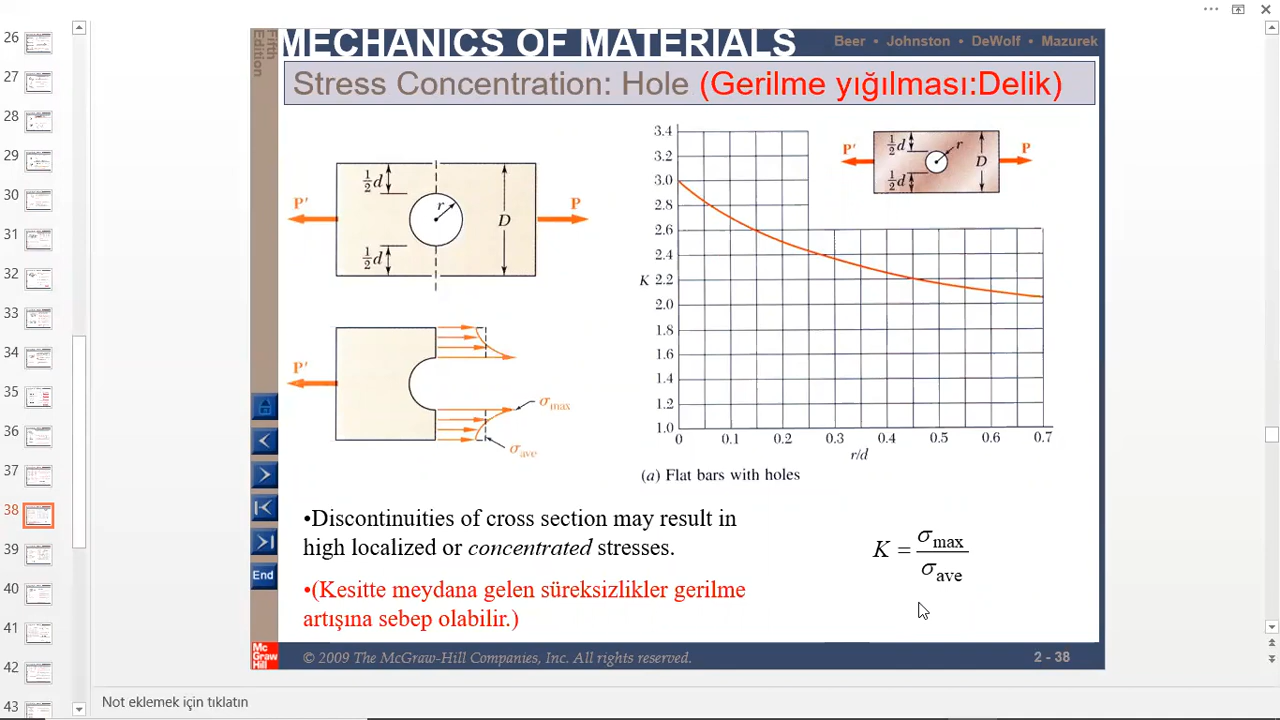 26
27
28
29
30
31
32
33
34
35
36
37
38
39
40
41
42
43
Fifth
Edition
MECHANICS OF MATERIALS
Beer • Johnston • DeWolf • Mazurek
Stress Concentration: Hole (Gerilme yığılması:Delik)
½d
P'
r
D
P
½d
P'
σmax
σave
3.4
3.2
3.0
2.8
2.6
2.4
K 2.2
2.0
1.8
1.6
1.4
1.2
1.0
0 0.1 0.2 0.3 0.4 0.5 0.6 0.7
r/d
P'
½d
r
D
P
½d
(a) Flat bars with holes
•Discontinuities of cross section may result in
high localized or concentrated stresses.
•(Kesitte meydana gelen süreksizlikler gerilme
artışına sebep olabilir.)
K = σmax / σave
End
Mc
Graw
Hill
© 2009 The McGraw-Hill Companies, Inc. All rights reserved.
2 - 38
Not eklemek için tıklatın